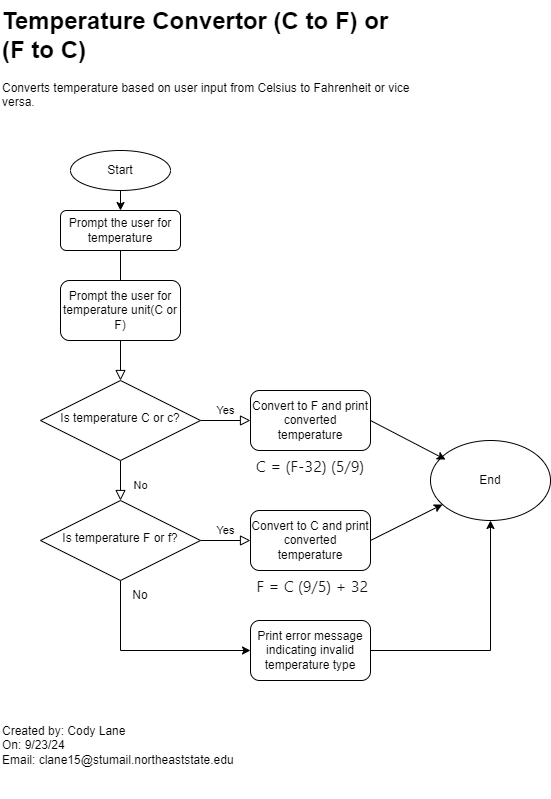 Temperature Convertor (C to F) or
(F to C)
Converts temperature based on user input from Celsius to Fahrenheit or vice
versa.
Start
Prompt the user for
temperature
Prompt the user for
temperature unit(C or
F)
Is temperature C or c?
Yes
Convert to F and print
converted
temperature
C = (F-32) (5/9)
End
No
Is temperature F or f?
Yes
Convert to C and print
converted
temperature
F = C (9/5) + 32
No
Print error message
indicating invalid
temperature type
Created by: Cody Lane
On: 9/23/24
Email: clane15@stumail.northeaststate.edu